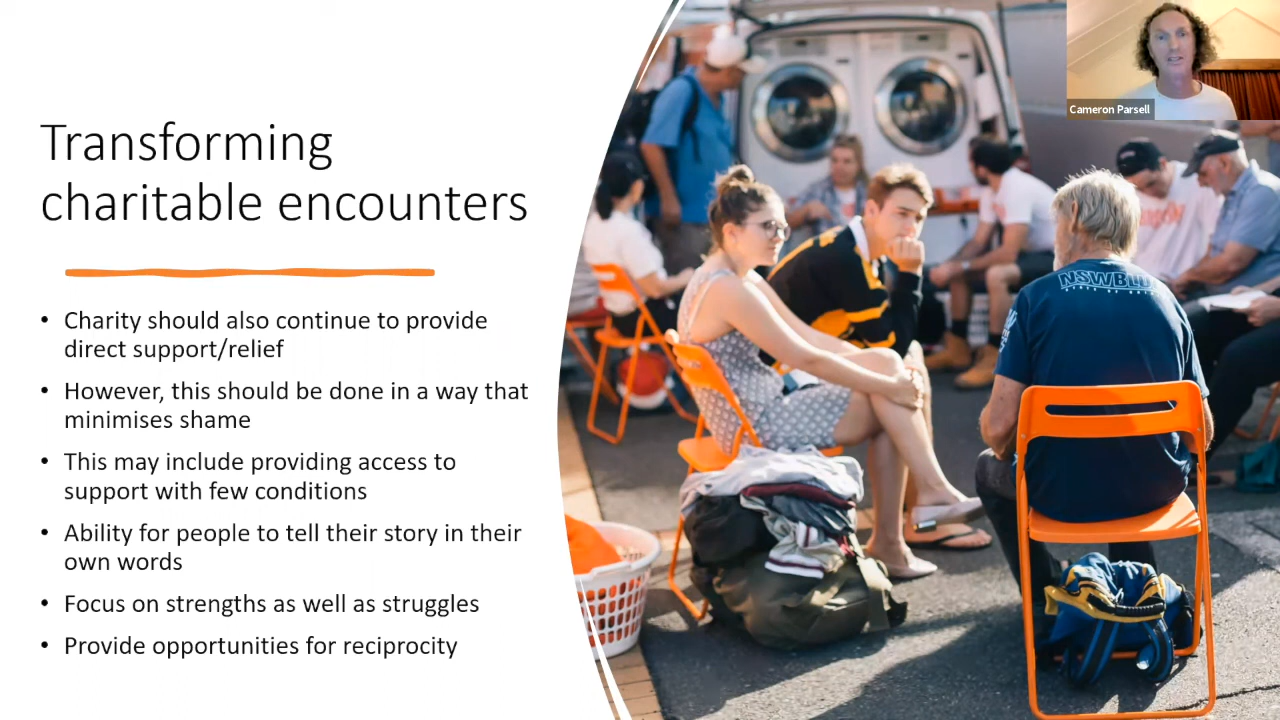 Transforming
charitable encounters
• Charity should also continue to provide
direct support/relief
• However, this should be done in a way that
minimises shame
• This may include providing access to
support with few conditions
• Ability for people to tell their story in their
own words
• Focus on strengths as well as struggles
• Provide opportunities for reciprocity
Cameron Parsell